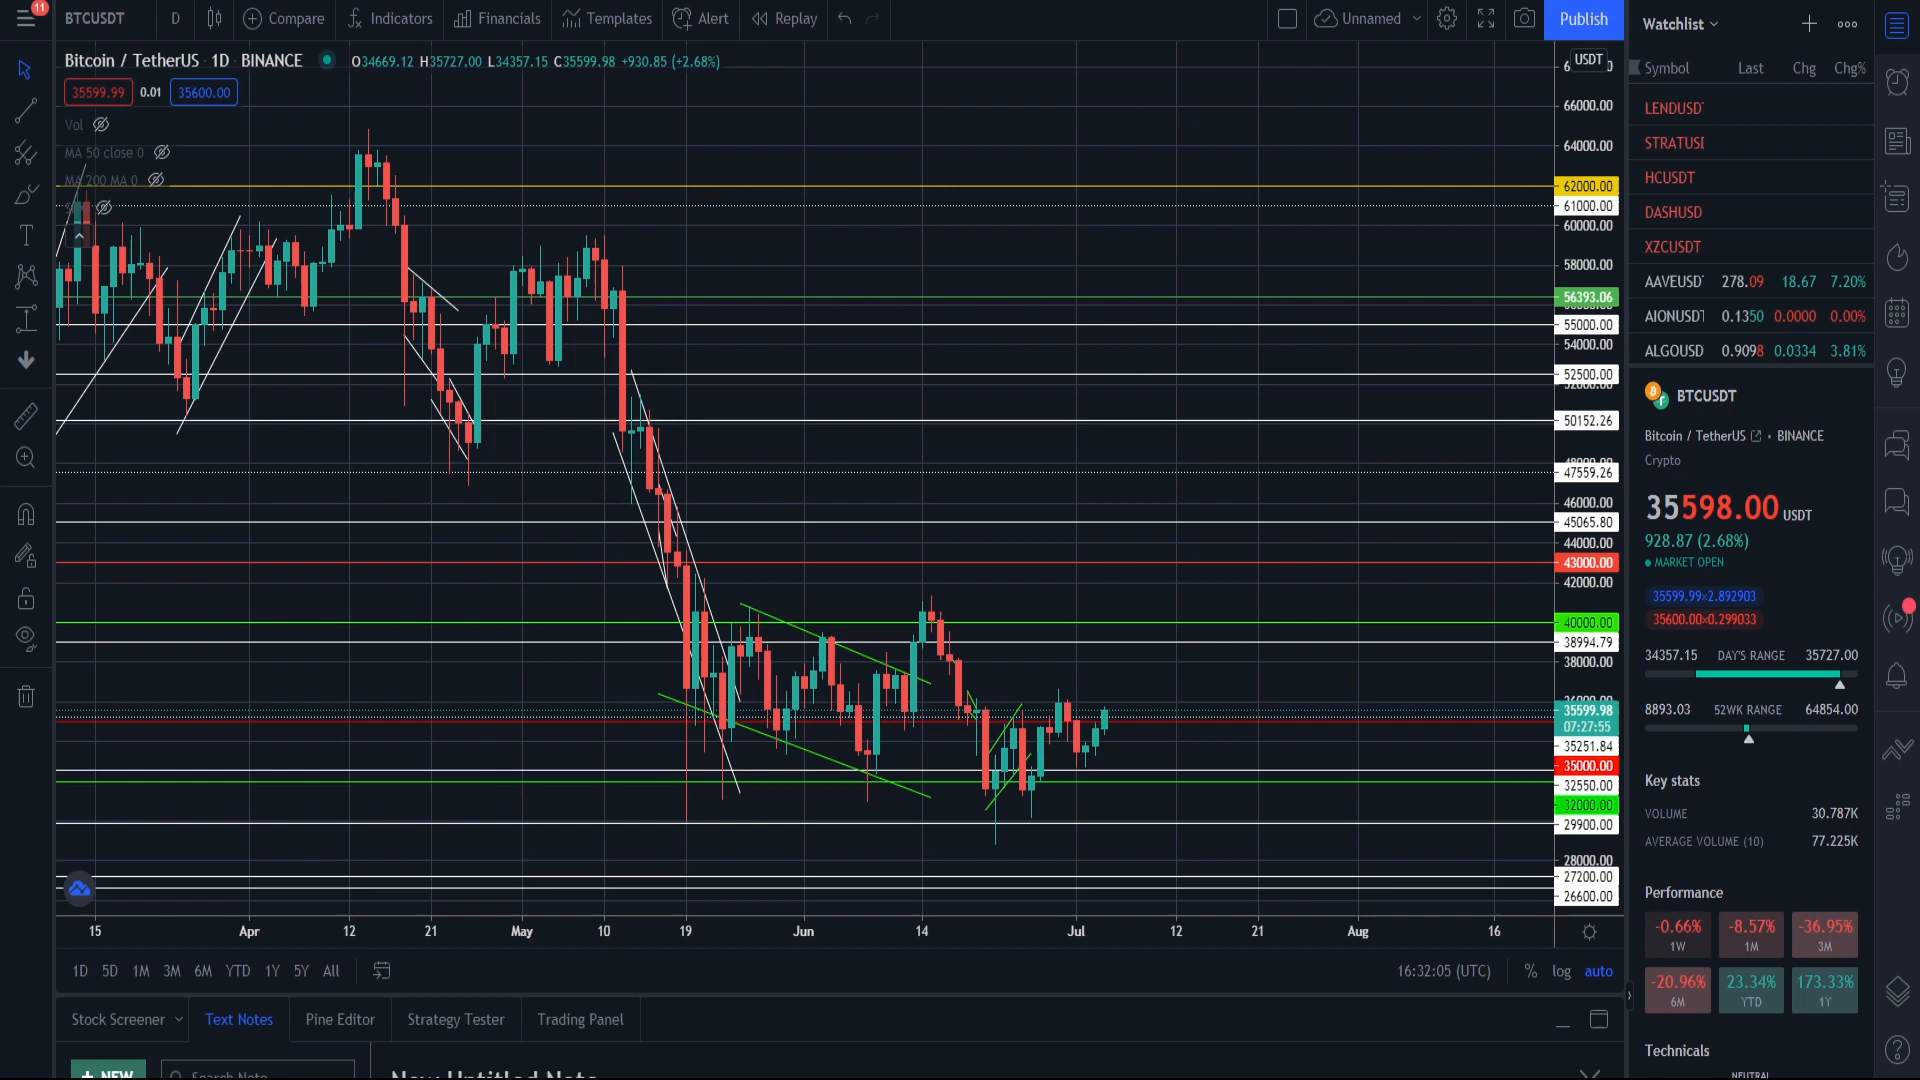 11
BTCUSDT D Compare Indicators Financials Templates Alert Replay Unnamed Publish
Bitcoin / TetherUS · 1D · BINANCE O34669.12 H35727.00 L34357.15 C35599.98 +930.85 (+2.68%)
35599.99 0.01 35600.00
Vol
MA 50 close 0
MA 200 MA 0
USDT
66000.00
64000.00
62000.00
61000.00
60000.00
58000.00
56393.06
55000.00
54000.00
52500.00
50152.26
47559.26
46000.00
45065.80
44000.00
43000.00
42000.00
40000.00
38994.79
38000.00
35599.98
07:27:55
35251.84
35000.00
32550.00
32000.00
29900.00
28000.00
27200.00
26600.00
15 Apr 12 21 May 10 19 Jun 14 Jul 12 21 Aug 16
1D 5D 1M 3M 6M YTD 1Y 5Y All 16:32:05 (UTC) % log auto
Stock Screener Text Notes Pine Editor Strategy Tester Trading Panel
+ NEW Search Note New Untitled Note
Watchlist
Symbol Last Chg Chg%
LENDUSD
STRATUS
HCUSDT
DASHUSD
XZCUSDT
AAVEUSD 278.09 18.67 7.20%
AIONUSDT 0.1350 0.0000 0.00%
ALGOUSD 0.9098 0.0334 3.81%
BTCUSDT
Bitcoin / TetherUS • BINANCE
Crypto
35598.00 USDT
928.87 (2.68%)
MARKET OPEN
35599.99×2.892903
35600.00×0.299033
34357.15 DAY'S RANGE 35727.00
8893.03 52WK RANGE 64854.00
Key stats
VOLUME 30.787K
AVERAGE VOLUME (10) 77.225K
Performance
-0.66% -8.57% -36.95%
1W 1M 3M
-20.96% 23.34% 173.33%
6M YTD 1Y
Technicals
NEUTRAL